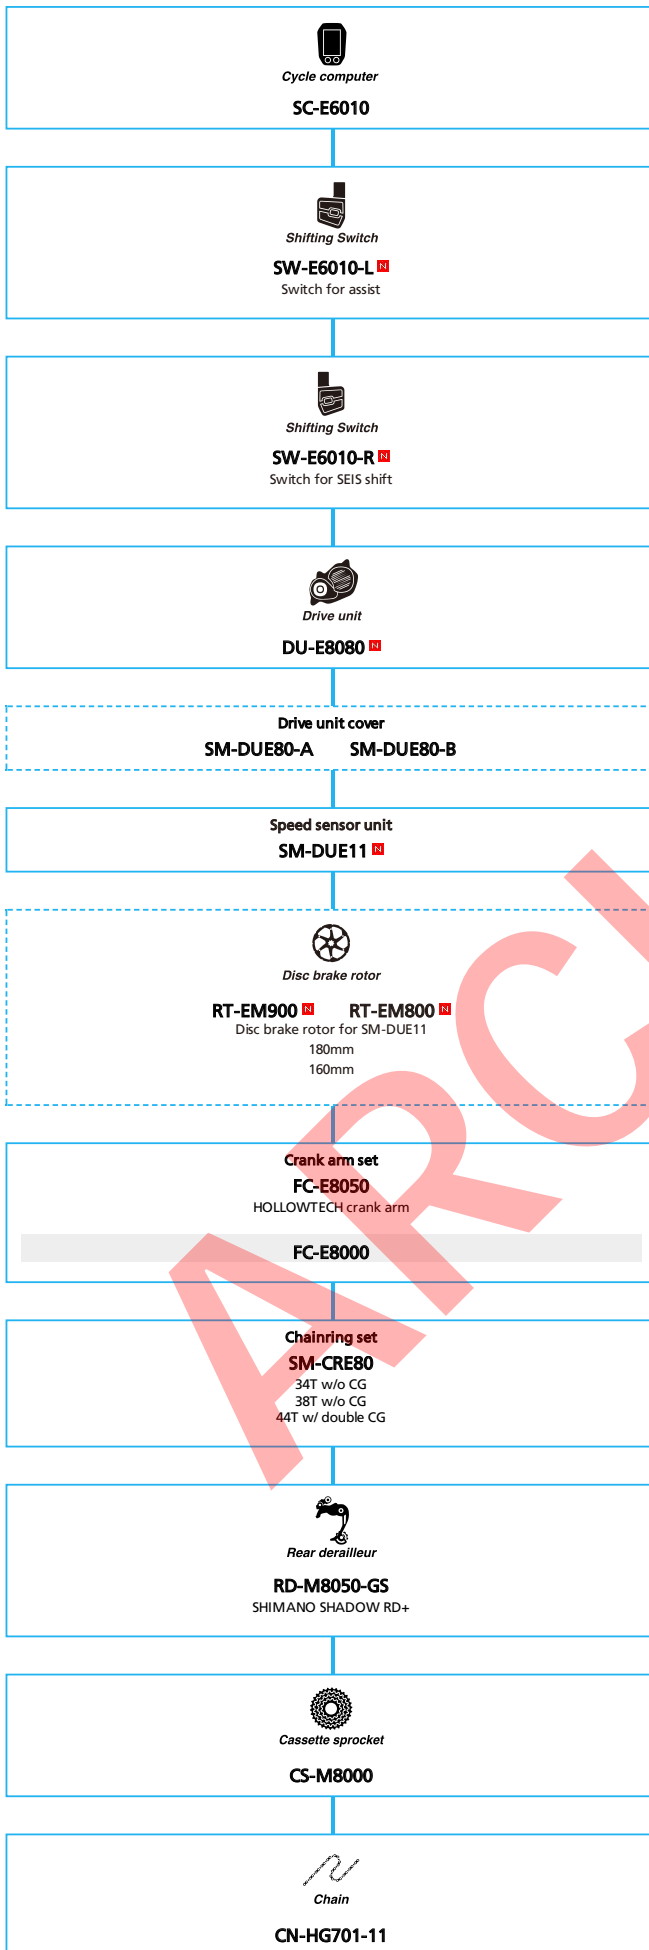 Cycle computer
SC-E6010
Shifting Switch
SW-E6010-L N
Switch for assist
Shifting Switch
SW-E6010-R N
Switch for SEIS shift
Drive unit
DU-E8080 N
Drive unit cover
SM-DUE80-A SM-DUE80-B
Speed sensor unit
SM-DUE11 N
Disc brake rotor
RT-EM900 N RT-EM800 N
Disc brake rotor for SM-DUE11
180mm
160mm
Crank arm set
FC-E8050
HOLLOWTECH crank arm
FC-E8000
Chainring set
SM-CRE80
34T w/o CG
38T w/o CG
44T w/ double CG
Rear derailleur
RD-M8050-GS
SHIMANO SHADOW RD+
Cassette sprocket
CS-M8000
Chain
CN-HG701-11
ARC